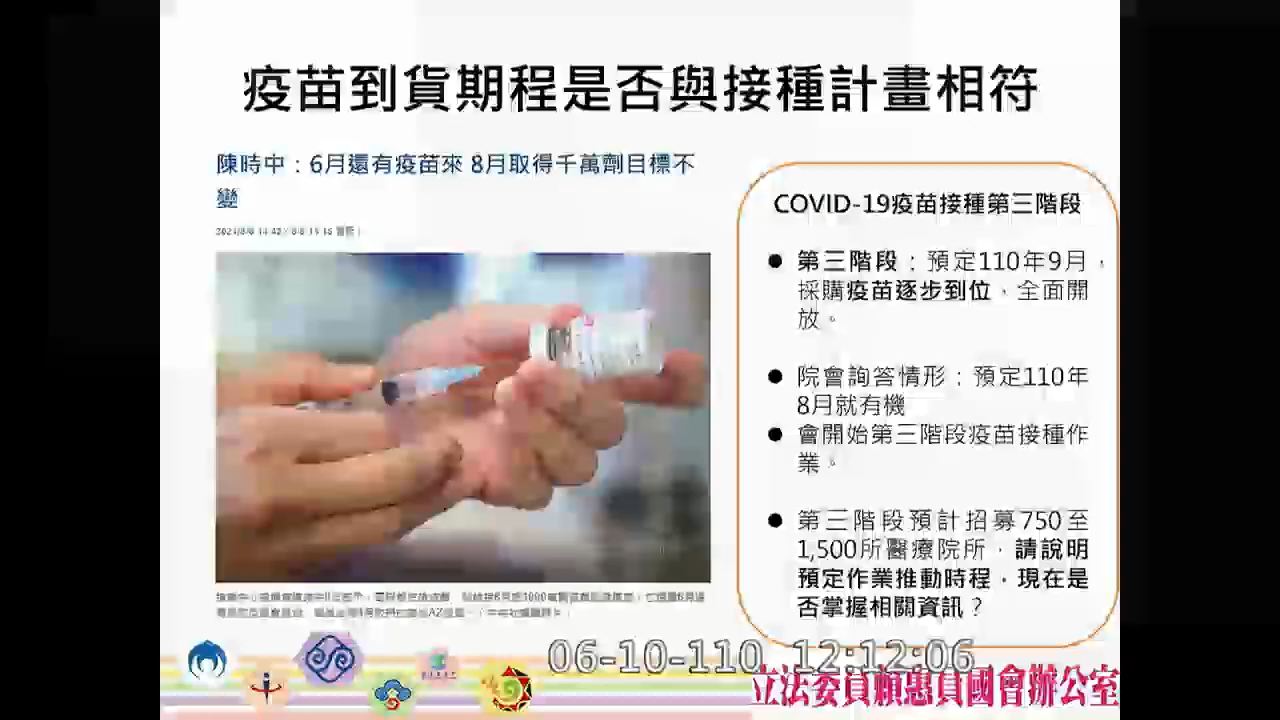 疫苗到貨期程是否與接種計畫相符
陳時中：6月還有疫苗來 8月取得千萬劑目標不
變
COVID-19疫苗接種第三階段
● 第三階段：預定110年9月，
採購疫苗逐步到位，全面開
放。
● 院會詢答情形：預定110年
8月就有機
● 會開始第三階段疫苗接種作
業。
● 第三階段預計招募750至
1,500所醫療院所，請說明
預定作業推動時程，現在是
否掌握相關資訊？
06-10-110 12:12:06
立法委員賴惠員國會辦公室